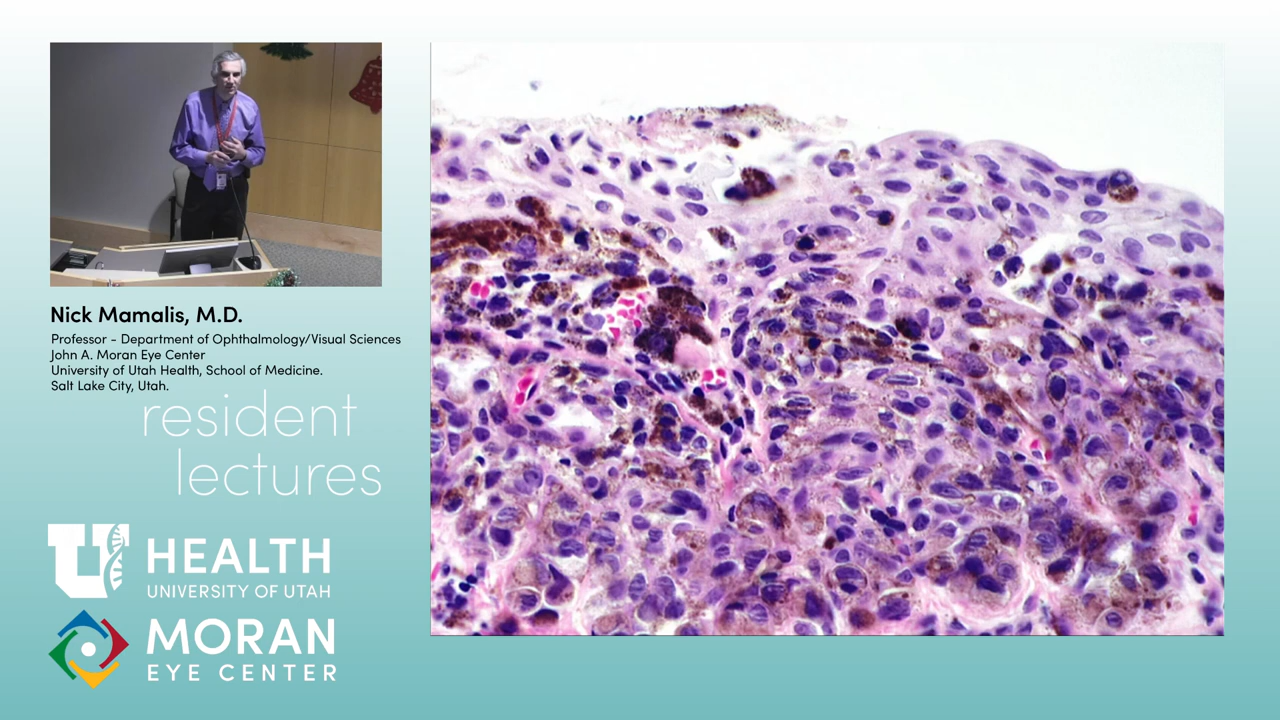 Nick Mamalis, M.D.
Professor - Department of Ophthalmology/Visual Sciences
John A. Moran Eye Center
University of Utah Health, School of Medicine.
Salt Lake City, Utah.
resident
lectures
U HEALTH
UNIVERSITY OF UTAH
MORAN
EYE CENTER